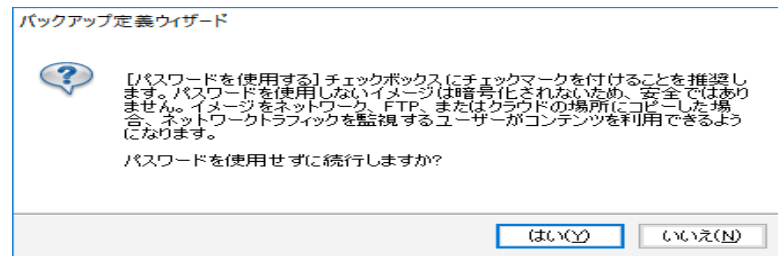 バックアップ定義ウィザード
[パスワードを使用する] チェックボックスにチェックマークを付けることを推奨し
ます。パスワードを使用しないイメージは暗号化されないため、安全ではあり
ません。イメージをネットワーク、FTP、またはクラウドの場所にコピーした場
合、ネットワークトラフィックを監視するユーザーがコンテンツを利用できるよう
になります。
パスワードを使用せずに続行しますか?
はい(Y)
いいえ(N)